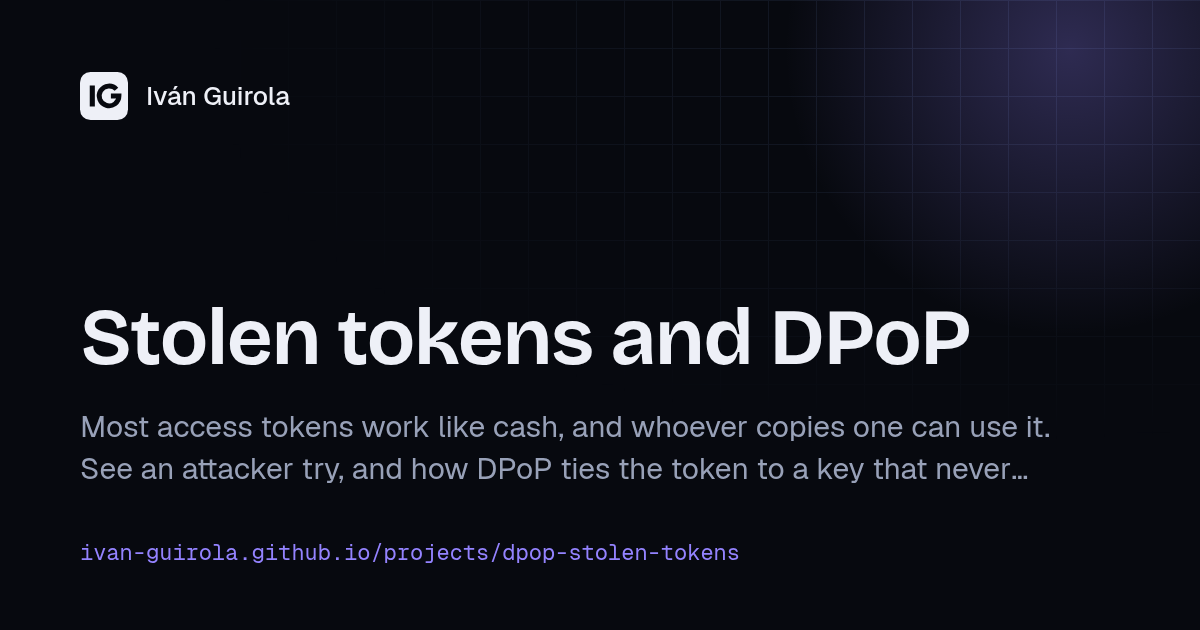 IG
Iván Guirola
Stolen tokens and DPoP
Most access tokens work like cash, and whoever copies one can use it.
See an attacker try, and how DPoP ties the token to a key that never…
ivan-guirola.github.io/projects/dpop-stolen-tokens